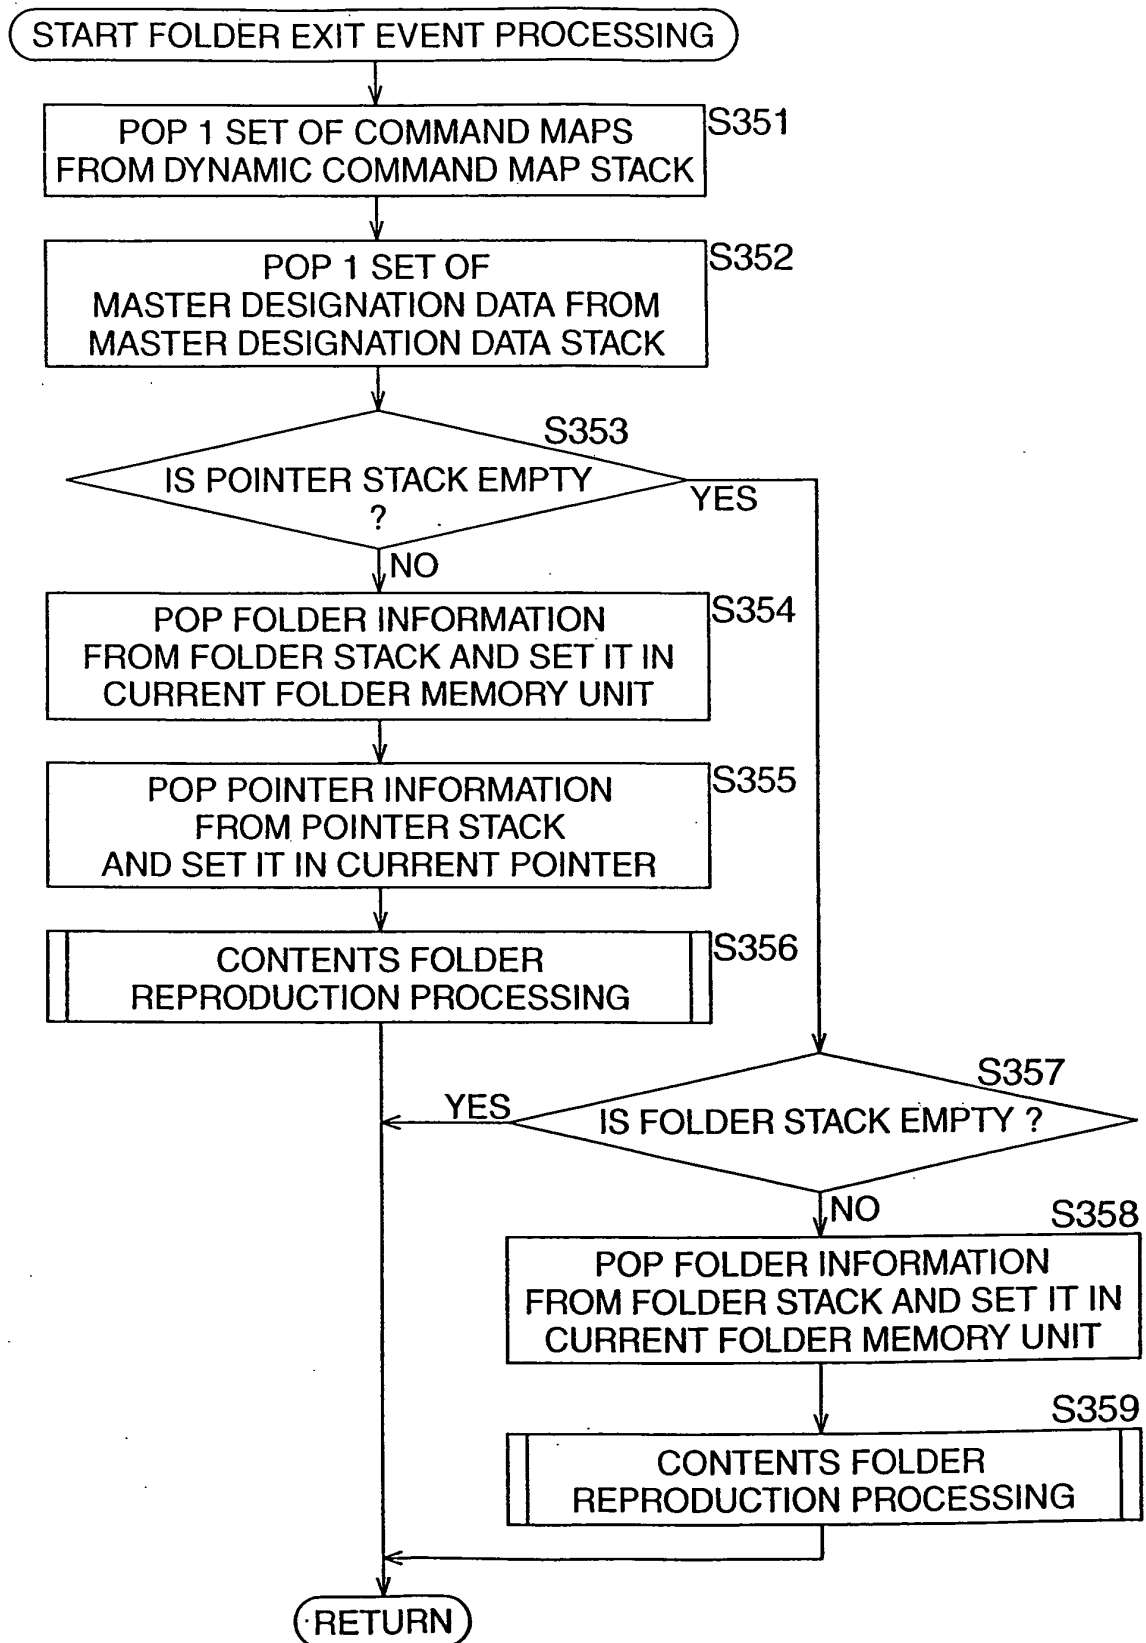 START FOLDER EXIT EVENT PROCESSING
S351
POP 1 SET OF COMMAND MAPS
FROM DYNAMIC COMMAND MAP STACK
S352
POP 1 SET OF
MASTER DESIGNATION DATA FROM
MASTER DESIGNATION DATA STACK
S353
IS POINTER STACK EMPTY
?
YES
NO
S354
POP FOLDER INFORMATION
FROM FOLDER STACK AND SET IT IN
CURRENT FOLDER MEMORY UNIT
S355
POP POINTER INFORMATION
FROM POINTER STACK
AND SET IT IN CURRENT POINTER
S356
CONTENTS FOLDER
REPRODUCTION PROCESSING
S357
YES
IS FOLDER STACK EMPTY ?
NO
S358
POP FOLDER INFORMATION
FROM FOLDER STACK AND SET IT IN
CURRENT FOLDER MEMORY UNIT
S359
CONTENTS FOLDER
REPRODUCTION PROCESSING
RETURN